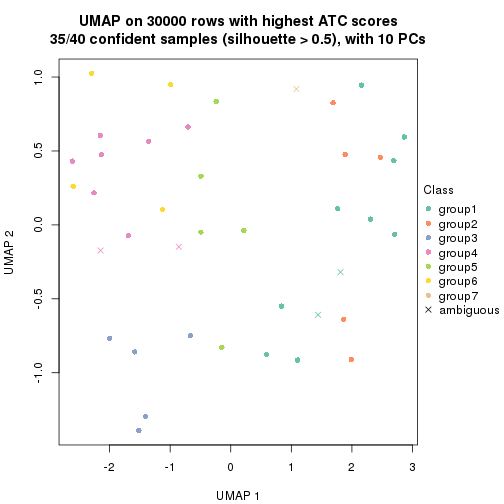 UMAP on 30000 rows with highest ATC scores
35/40 confident samples (silhouette > 0.5), with 10 PCs
1.0
0.5
0.0
-0.5
-1.0
UMAP 2
-2
-1
0
1
2
3
UMAP 1
Class
group1
group2
group3
group4
group5
group6
group7
ambiguous